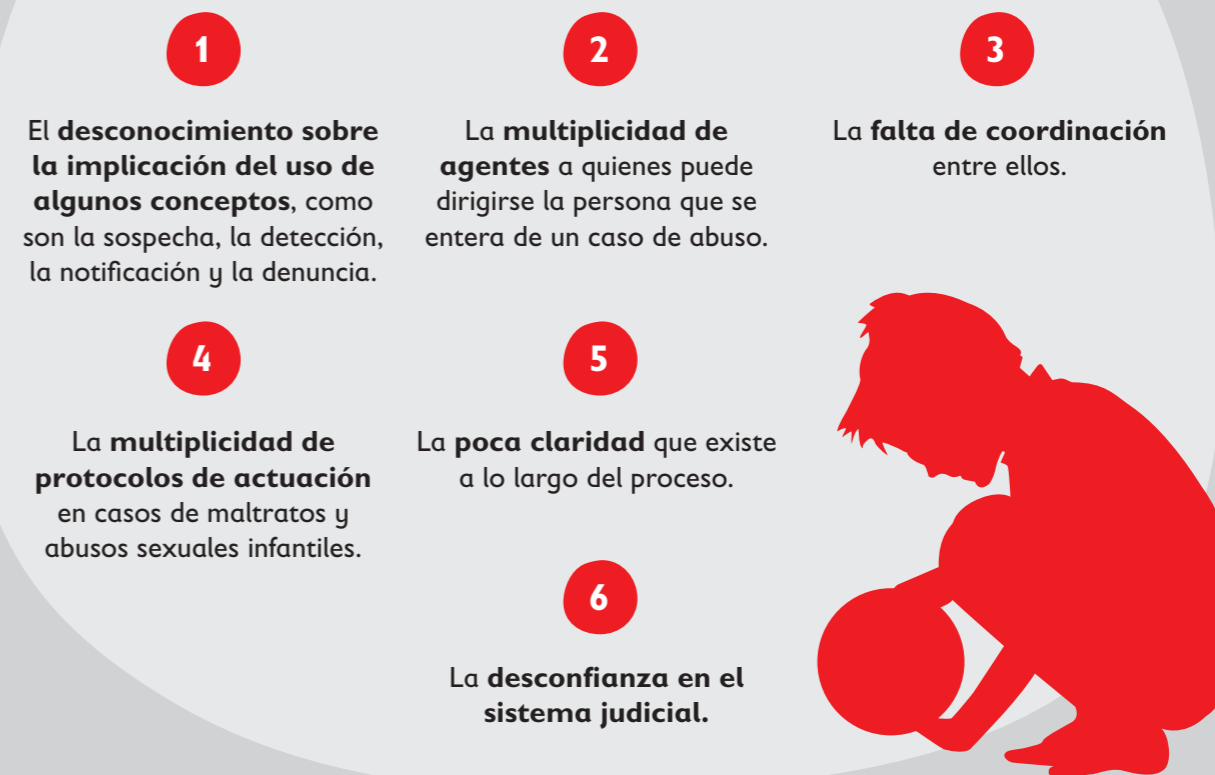 1
El desconocimiento sobre
la implicación del uso de
algunos conceptos, como
son la sospecha, la detección,
la notificación y la denuncia.
2
La multiplicidad de
agentes a quienes puede
dirigirse la persona que se
entera de un caso de abuso.
3
La falta de coordinación
entre ellos.
4
La multiplicidad de
protocolos de actuación
en casos de maltratos y
abusos sexuales infantiles.
5
La poca claridad que existe
a lo largo del proceso.
6
La desconfianza en el
sistema judicial.